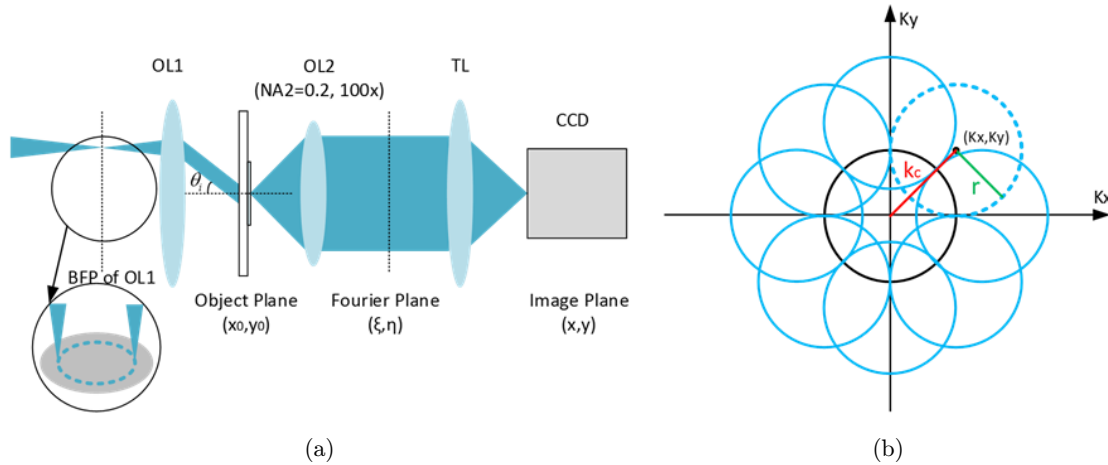 OL1
OL2
(NA2=0.2, 100x)
TL
CCD
θi
BFP of OL1
Object Plane
(x0,y0)
Fourier Plane
(ξ,η)
Image Plane
(x,y)
(a)
Ky
(Kx,Ky)
kc
r
Kx
(b)